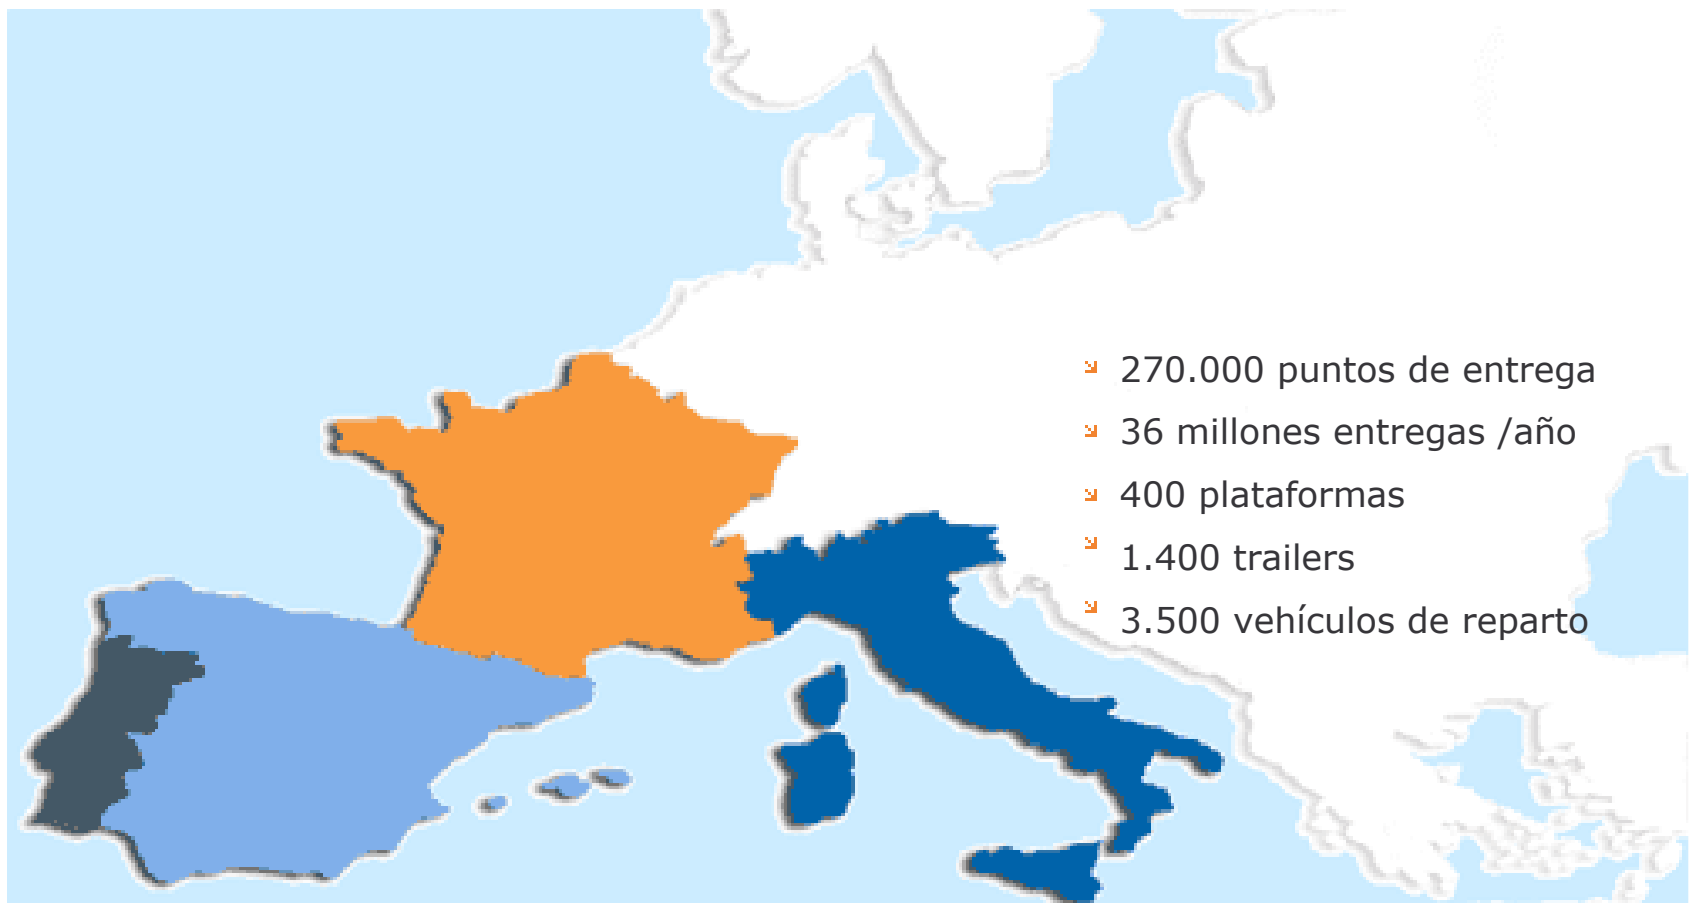 270.000 puntos de entrega
36 millones entregas /año
400 plataformas
1.400 trailers
3.500 vehículos de reparto